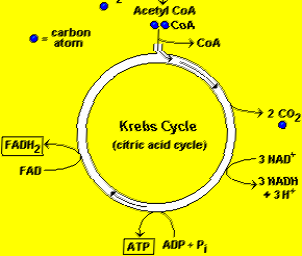 2
Acetyl CoA
CoA
= carbon
atom
CoA
2 CO2
Krebs Cycle
(citric acid cycle)
FADH2
FAD
3 NAD+
3 NADH
+ 3H+
ATP
ADP + Pi